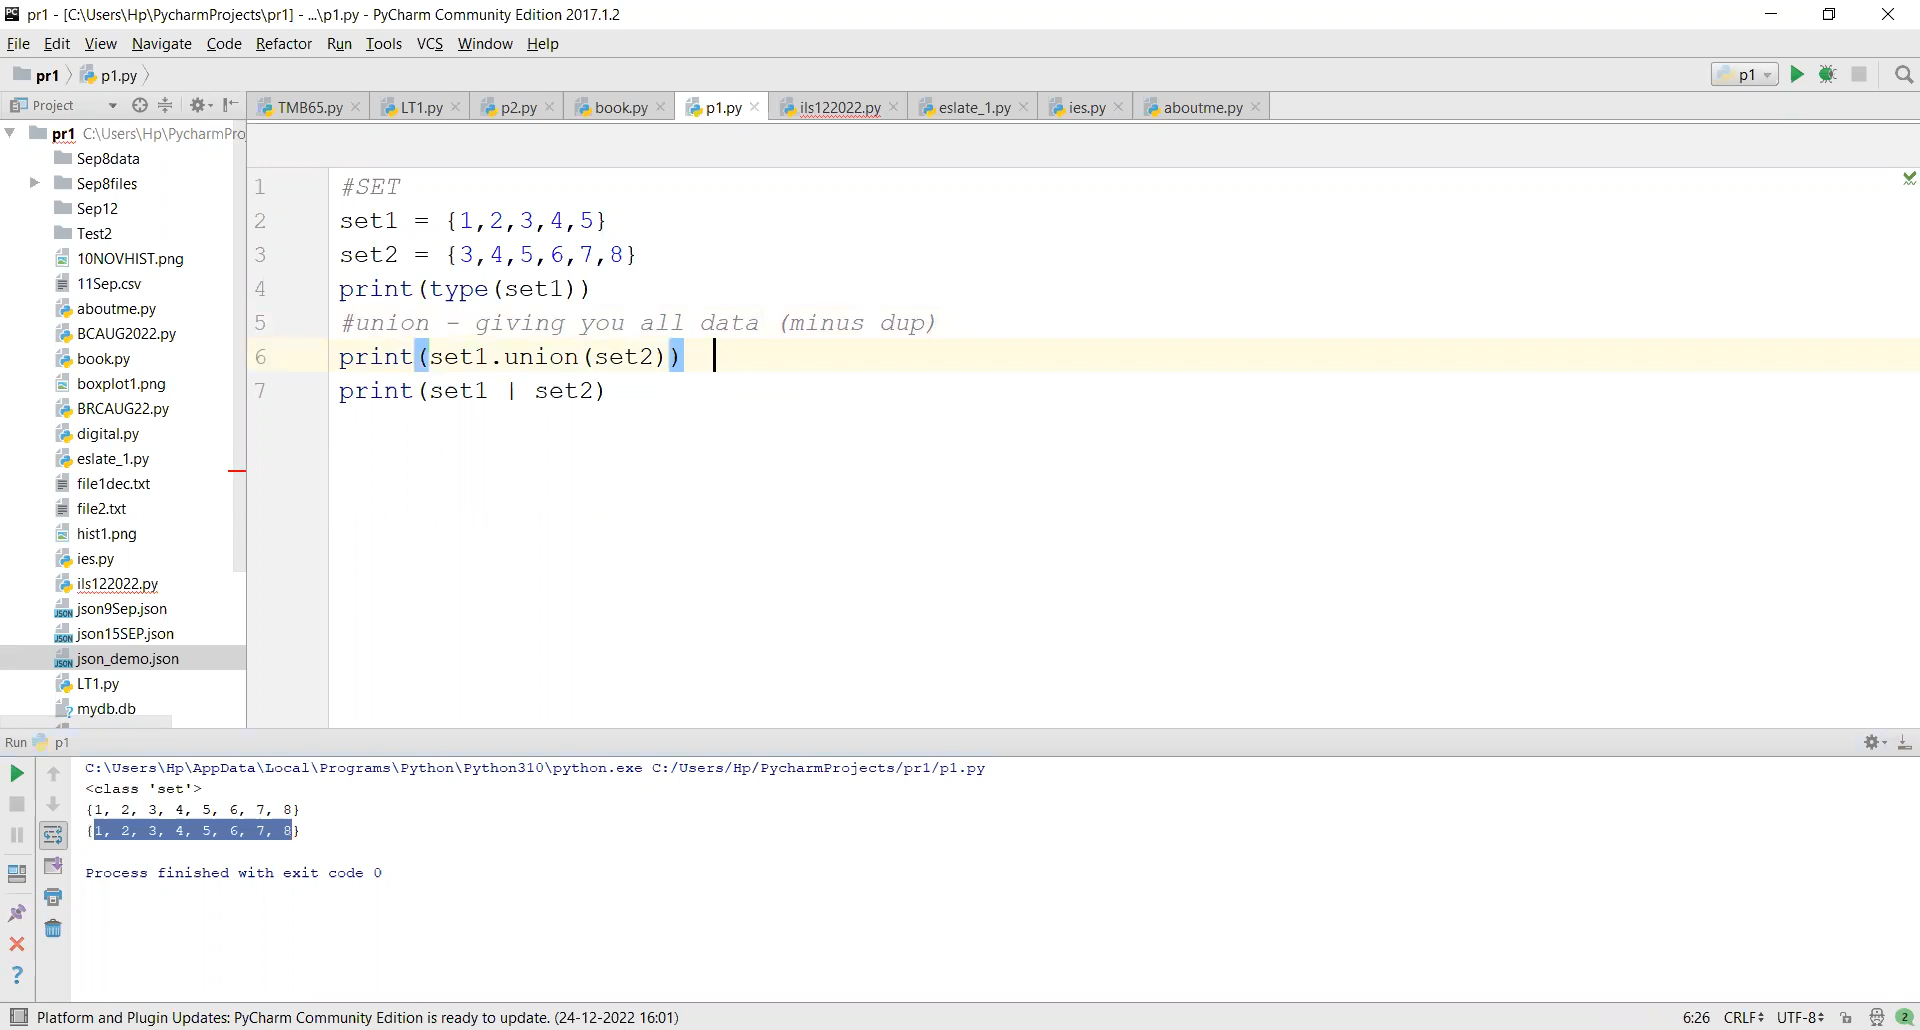 pr1 - [C:\Users\Hp\PycharmProjects\pr1] - ...\p1.py - PyCharm Community Edition 2017.1.2
File Edit View Navigate Code Refactor Run Tools VCS Window Help
pr1 p1.py p1
Project TMB65.py LT1.py p2.py book.py p1.py ils122022.py eslate_1.py ies.py aboutme.py
pr1 C:\Users\Hp\PycharmPro
Sep8data
Sep8files
Sep12
Test2
10NOVHIST.png
11Sep.csv
aboutme.py
BCAUG2022.py
book.py
boxplot1.png
BRCAUG22.py
digital.py
eslate_1.py
file1dec.txt
file2.txt
hist1.png
ies.py
ils122022.py
json9Sep.json
json15SEP.json
json_demo.json
LT1.py
mydb.db
1 #SET
2 set1 = {1,2,3,4,5}
3 set2 = {3,4,5,6,7,8}
4 print(type(set1))
5 #union - giving you all data (minus dup)
6 print(set1.union(set2))
7 print(set1 | set2)
Run p1
C:\Users\Hp\AppData\Local\Programs\Python\Python310\python.exe C:/Users/Hp/PycharmProjects/pr1/p1.py
<class 'set'>
{1, 2, 3, 4, 5, 6, 7, 8}
{1, 2, 3, 4, 5, 6, 7, 8}
Process finished with exit code 0
Platform and Plugin Updates: PyCharm Community Edition is ready to update. (24-12-2022 16:01) 6:26 CRLF UTF-8 2